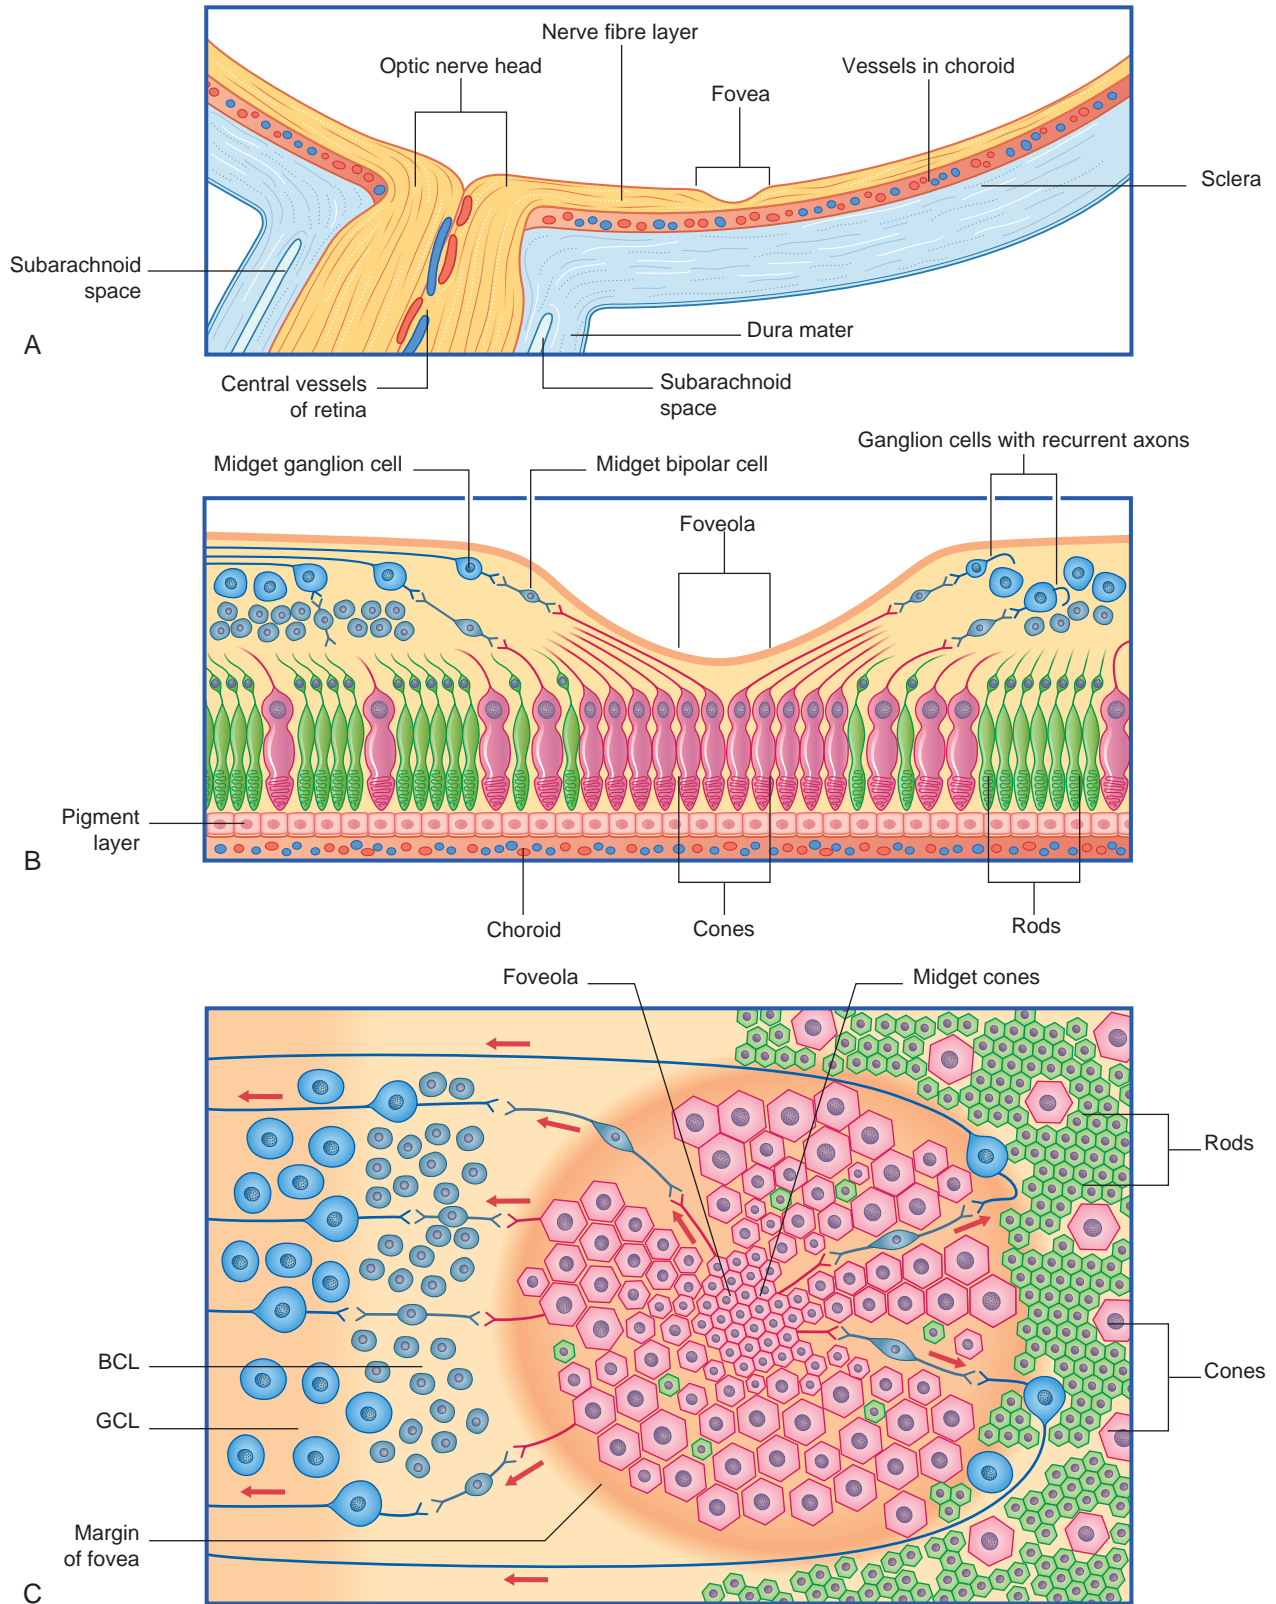 Nerve fibre layer
Optic nerve head
Vessels in choroid
Fovea
Sclera
Subarachnoid
space
Dura mater
A
Central vessels
of retina
Subarachnoid
space
Ganglion cells with recurrent axons
Midget ganglion cell
Midget bipolar cell
Foveola
Pigment
layer
B
Choroid
Cones
Rods
Foveola
Midget cones
Rods
BCL
Cones
GCL
Margin
of fovea
C